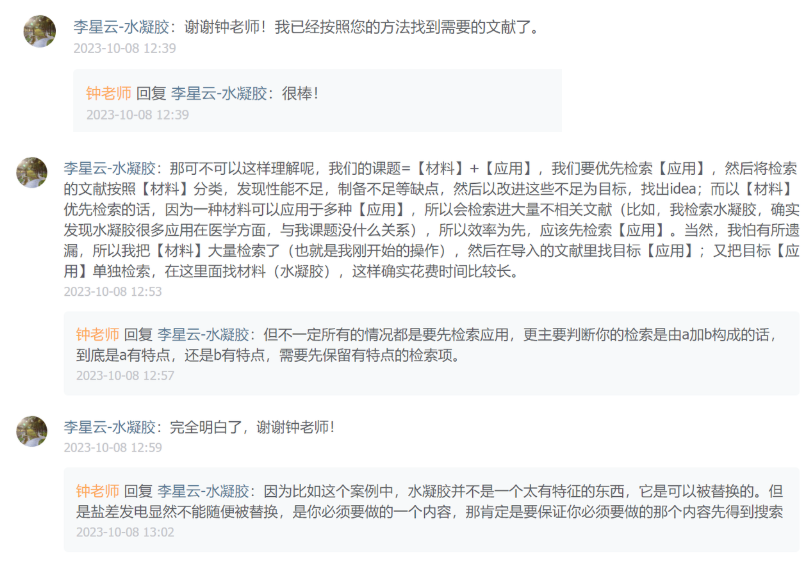 李星云-水凝胶：谢谢钟老师！我已经按照您的方法找到需要的文献了。
2023-10-08 12:39
钟老师 回复 李星云-水凝胶：很棒！
2023-10-08 12:39
李星云-水凝胶：那可不可以这样理解呢，我们的课题=【材料】+【应用】，我们要优先检索【应用】，然后将检索
的文献按照【材料】分类，发现性能不足，制备不足等缺点，然后以改进这些不足为目标，找出idea；而以【材料】
优先检索的话，因为一种材料可以应用于多种【应用】，所以会检索进大量不相关文献（比如，我检索水凝胶，确实
发现水凝胶很多应用在医学方面，与我课题没什么关系），所以效率为先，应该先检索【应用】。当然，我怕有所遗
漏，所以我把【材料】大量检索了（也就是我刚开始的操作），然后在导入的文献里找目标【应用】；又把目标【应
用】单独检索，在这里面找材料（水凝胶），这样确实花费时间比较长。
2023-10-08 12:53
钟老师 回复 李星云-水凝胶：但不一定所有的情况都是要先检索应用，更主要判断你的检索是由a加b构成的话，
到底是a有特点，还是b有特点，需要先保留有特点的检索项。
2023-10-08 12:57
李星云-水凝胶：完全明白了，谢谢钟老师！
2023-10-08 12:59
钟老师 回复 李星云-水凝胶：因为比如这个案例中，水凝胶并不是一个太有特征的东西，它是可以被替换的。但
是盐差发电显然不能随便被替换，是你必须要做的一个内容，那肯定是要保证你必须要做的那个内容先得到搜索
2023-10-08 13:02